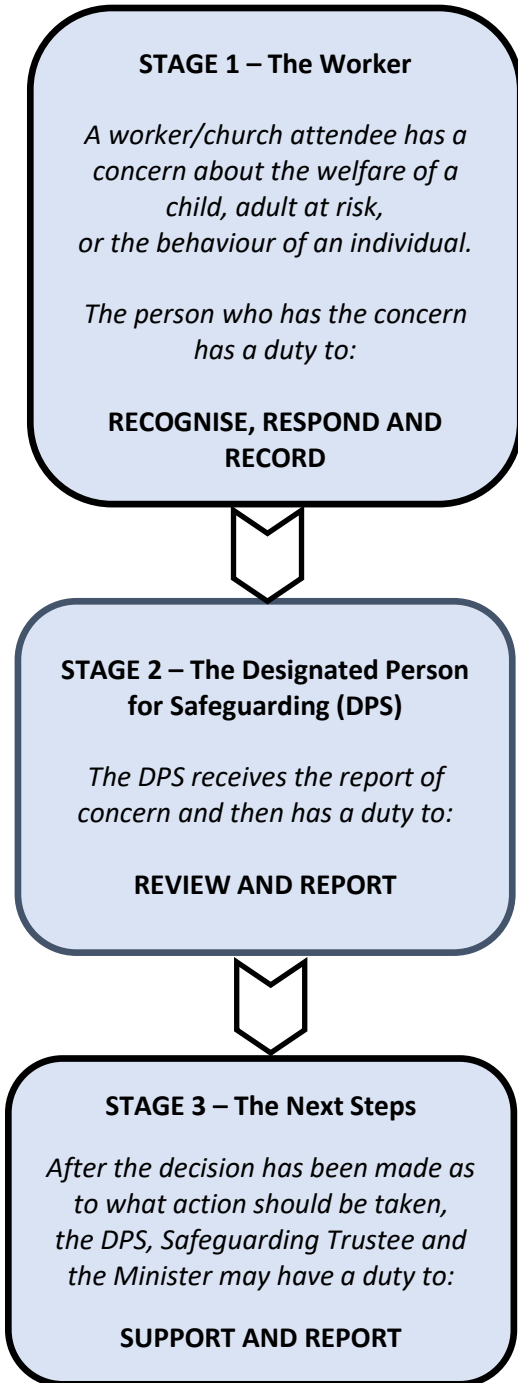 STAGE 1 – The Worker
A worker/church attendee has a
concern about the welfare of a
child, adult at risk,
or the behaviour of an individual.
The person who has the concern
has a duty to:
RECOGNISE, RESPOND AND
RECORD
STAGE 2 – The Designated Person
for Safeguarding (DPS)
The DPS receives the report of
concern and then has a duty to:
REVIEW AND REPORT
STAGE 3 – The Next Steps
After the decision has been made as
to what action should be taken,
the DPS, Safeguarding Trustee and
the Minister may have a duty to:
SUPPORT AND REPORT